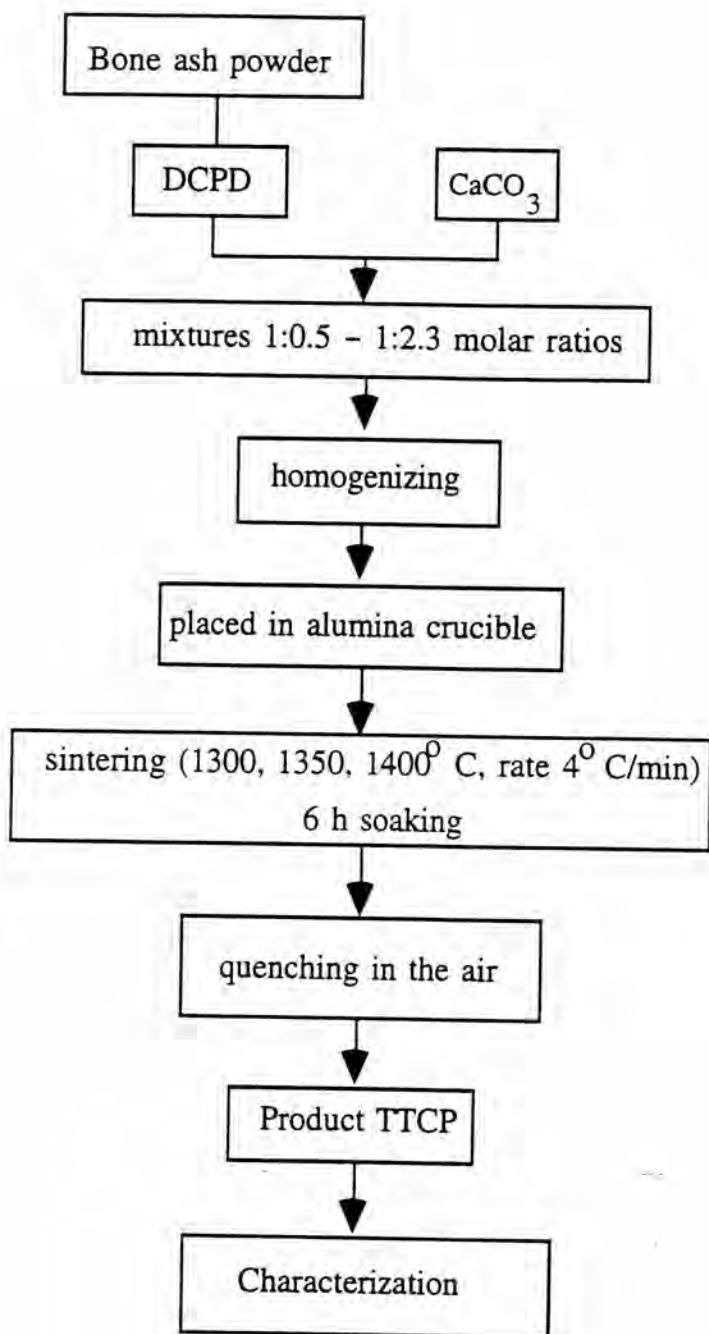 Bone ash powder
DCPD
CaCO₃
mixtures 1:0.5 – 1:2.3 molar ratios
homogenizing
placed in alumina crucible
sintering (1300, 1350, 1400° C, rate 4° C/min)
6 h soaking
quenching in the air
Product TTCP
Characterization